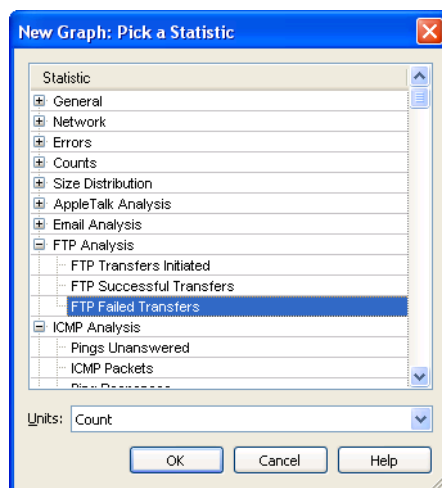 New Graph: Pick a Statistic
Statistic
General
Network
Errors
Counts
Size Distribution
AppleTalk Analysis
Email Analysis
FTP Analysis
FTP Transfers Initiated
FTP Successful Transfers
FTP Failed Transfers
ICMP Analysis
Pings Unanswered
ICMP Packets
Units: Count
OK Cancel Help